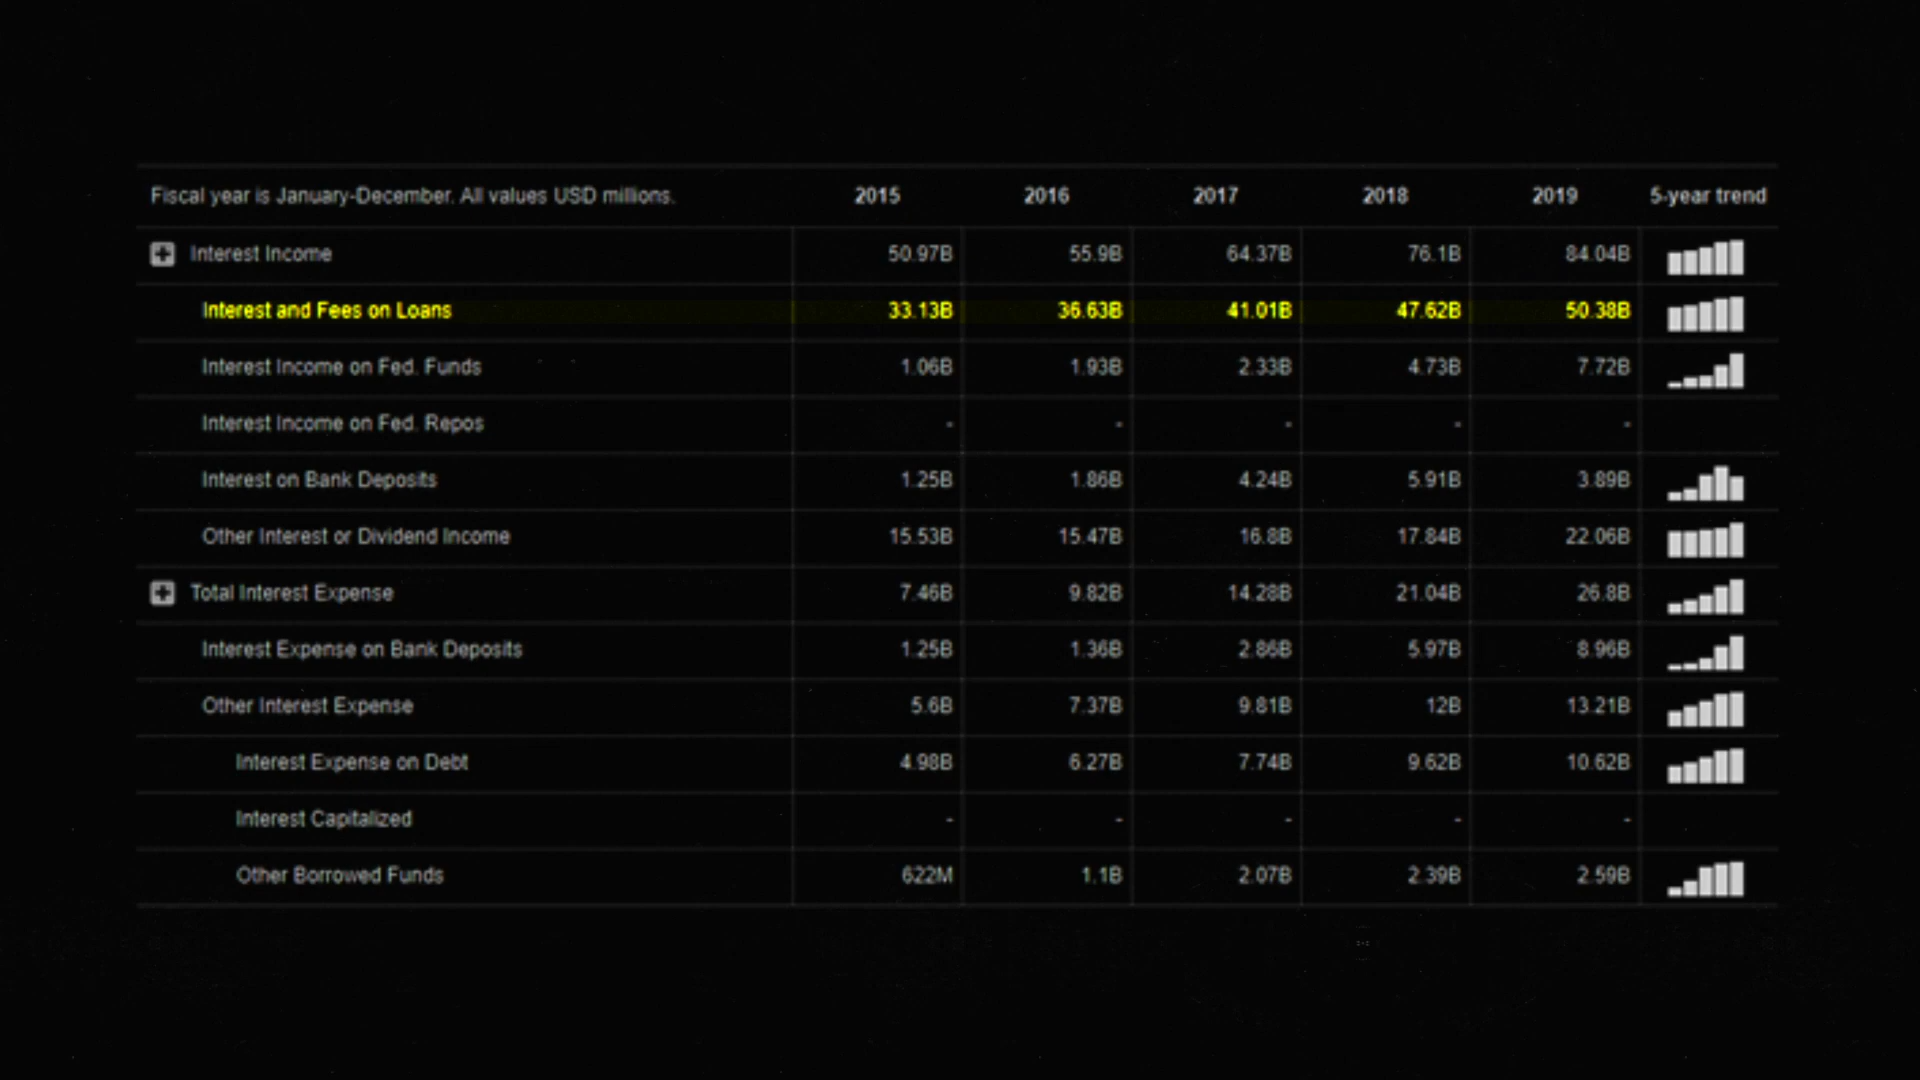 Fiscal year is January-December. All values USD millions. 2015 2016 2017 2018 2019 5-year trend
Interest Income 50.97B 55.9B 64.37B 76.1B 84.04B
Interest and Fees on Loans 33.13B 36.63B 41.01B 47.62B 50.38B
Interest Income on Fed. Funds 1.06B 1.93B 2.33B 4.73B 7.72B
Interest Income on Fed. Repos - - - - -
Interest on Bank Deposits 1.25B 1.86B 4.24B 5.91B 3.89B
Other Interest or Dividend Income 15.53B 15.47B 16.8B 17.84B 22.06B
Total Interest Expense 7.46B 9.82B 14.28B 21.04B 26.8B
Interest Expense on Bank Deposits 1.25B 1.36B 2.86B 5.97B 8.96B
Other Interest Expense 5.6B 7.37B 9.81B 12B 13.21B
Interest Expense on Debt 4.98B 6.27B 7.74B 9.62B 10.62B
Interest Capitalized - - - - -
Other Borrowed Funds 622M 1.1B 2.07B 2.39B 2.59B